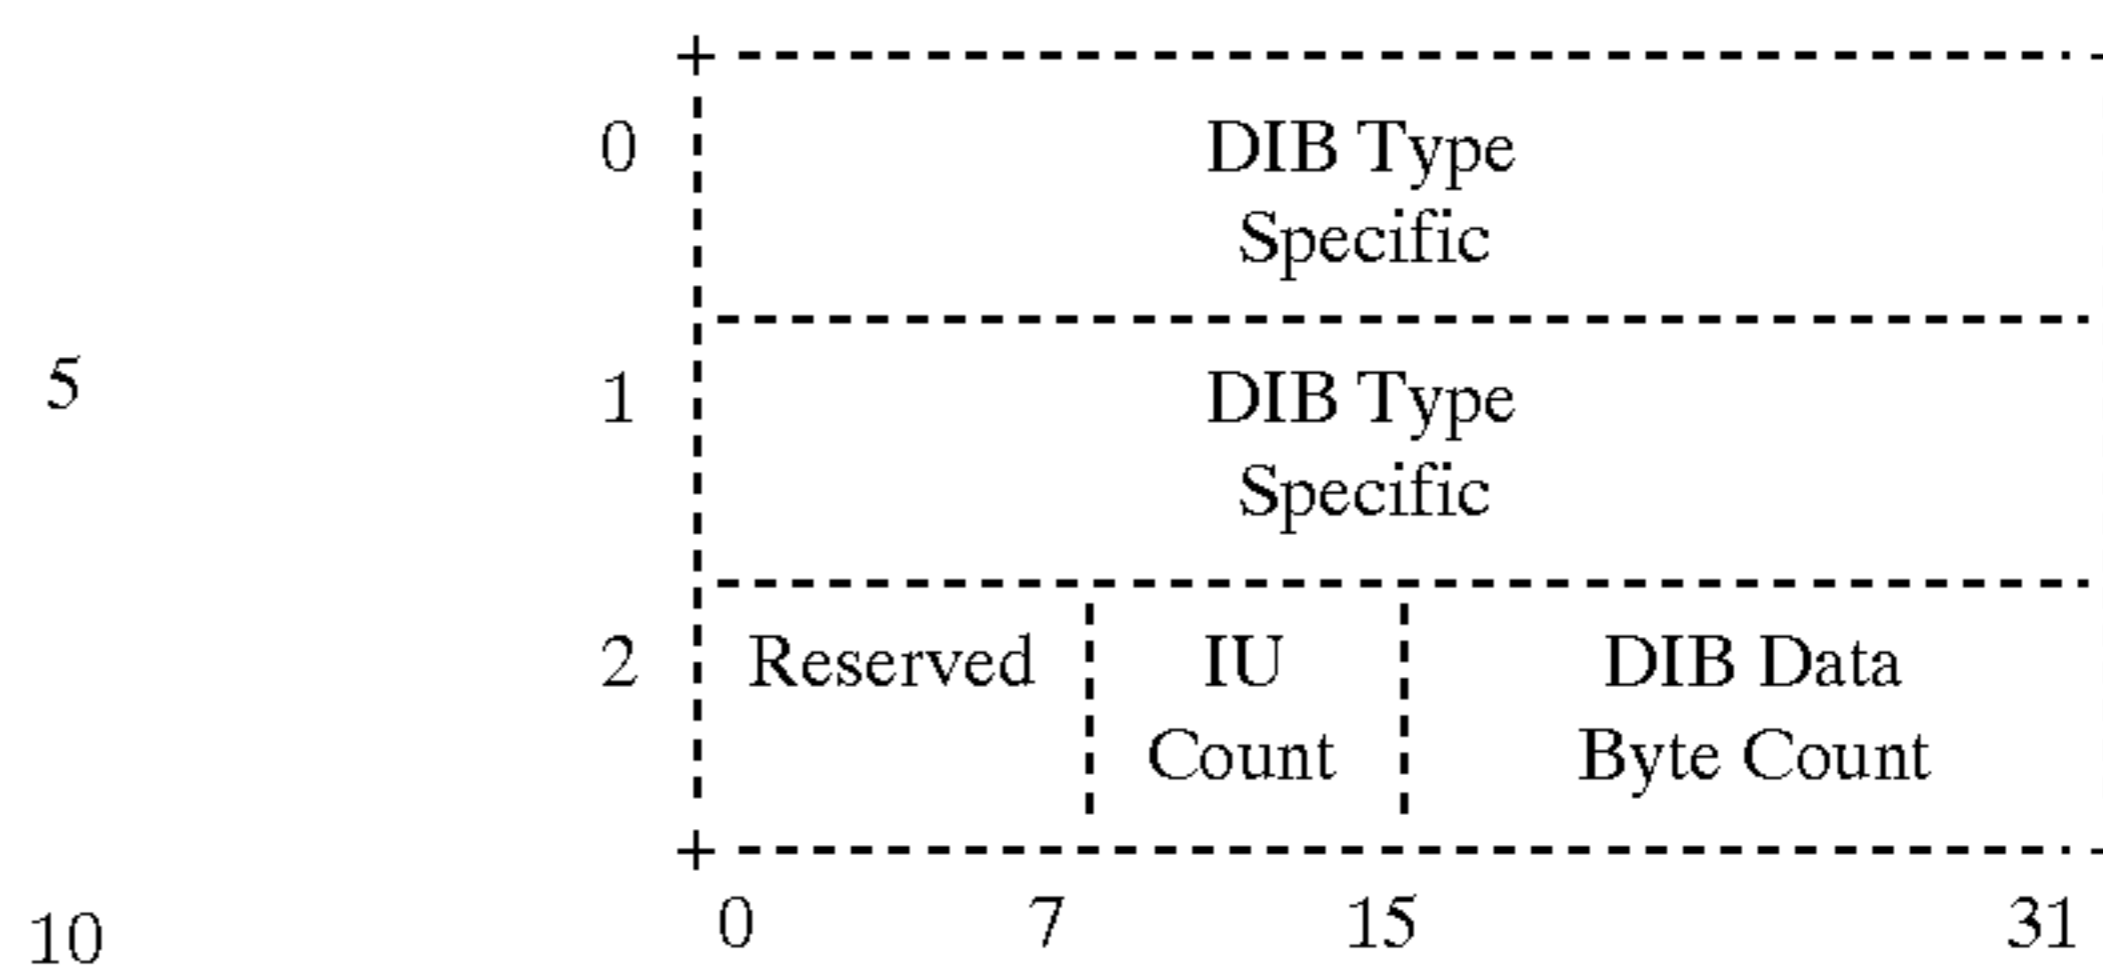 0 DIB Type
Specific
5 1 DIB Type
Specific
2 Reserved IU DIB Data
Count Byte Count
10 0 7 15 31